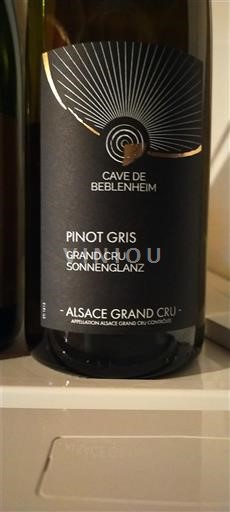 CAVE DE
BEBLENHEIM
PINOT GRIS
GRAND CRU
SONNENGLANZ
- ALSACE GRAND CRU -
APPELLATION ALSACE GRAND CRU CONTRÔLÉE